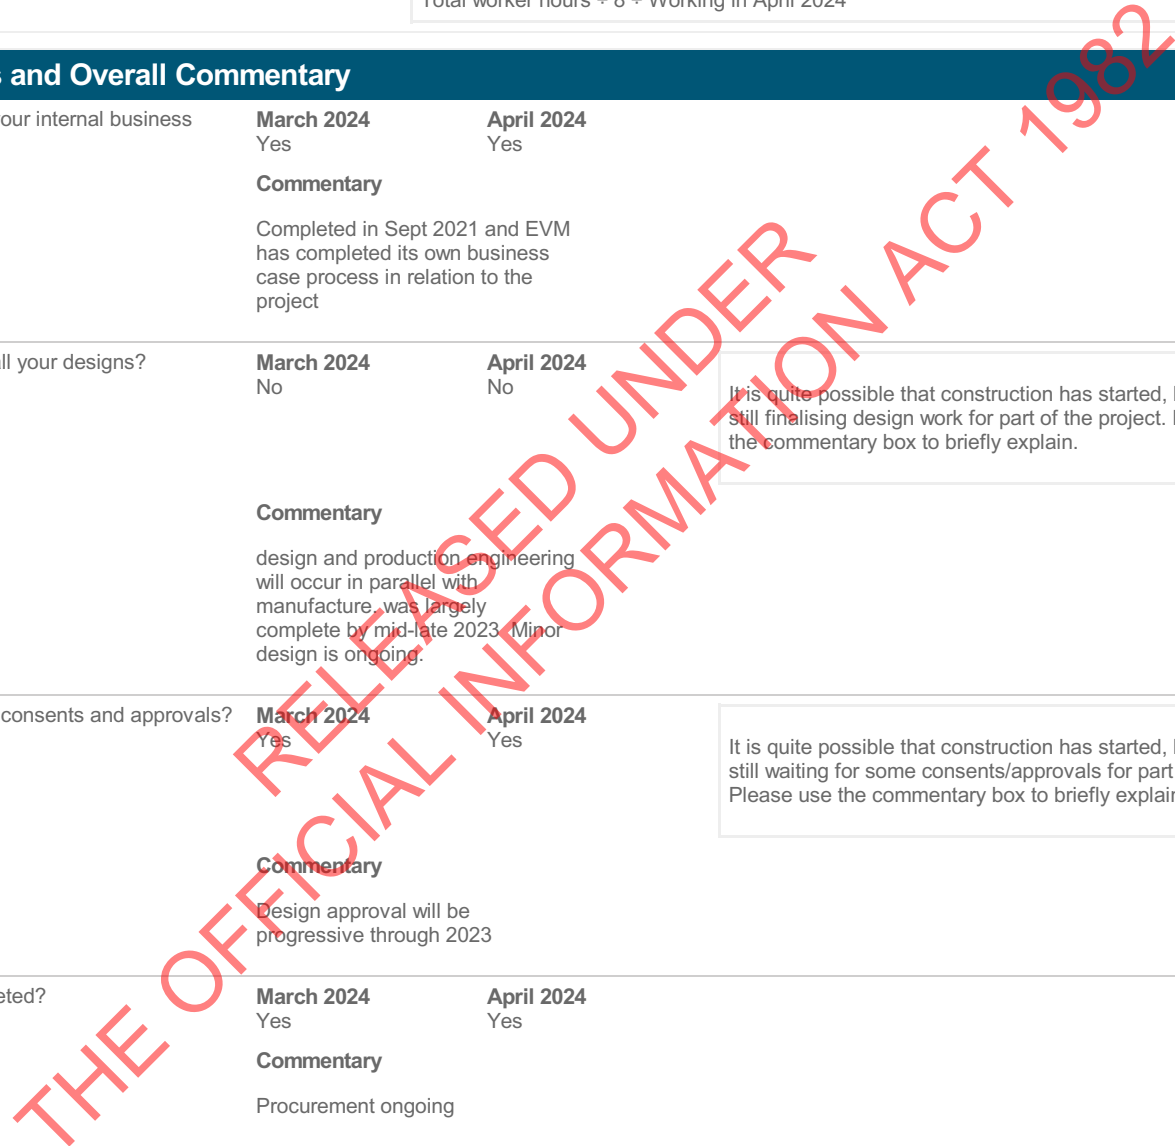 Total worker hours ÷ 8 ÷ Working in April 2024
s and Overall Commentary
our internal business
March 2024 April 2024
Yes Yes
Commentary
Completed in Sept 2021 and EVM
has completed its own business
case process in relation to the
project
all your designs?
March 2024 April 2024
No No
It is quite possible that construction has started,
still finalising design work for part of the project.
the commentary box to briefly explain.
Commentary
design and production engineering
will occur in parallel with
manufacture. was largely
complete by mid-late 2023. Minor
design is ongoing.
consents and approvals?
March 2024 April 2024
Yes Yes
It is quite possible that construction has started,
still waiting for some consents/approvals for part
Please use the commentary box to briefly explain
Commentary
Design approval will be
progressive through 2023
eted?
March 2024 April 2024
Yes Yes
Commentary
Procurement ongoing
RELEASED UNDER
THE OFFICIAL INFORMATION ACT 1982